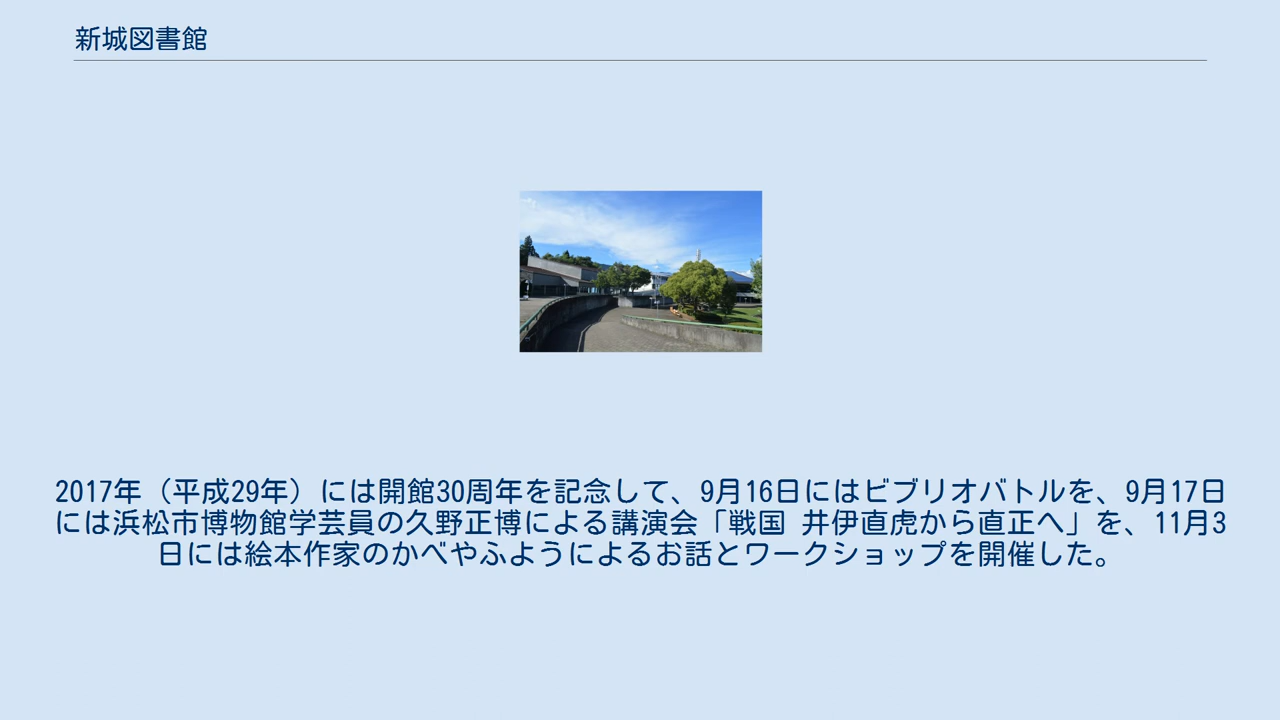 新城図書館
2017年（平成29年）には開館30周年を記念して、9月16日にはビブリオバトルを、9月17日
には浜松市博物館学芸員の久野正博による講演会「戦国 井伊直虎から直正へ」を、11月3
日には絵本作家のかべやふようによるお話とワークショップを開催した。